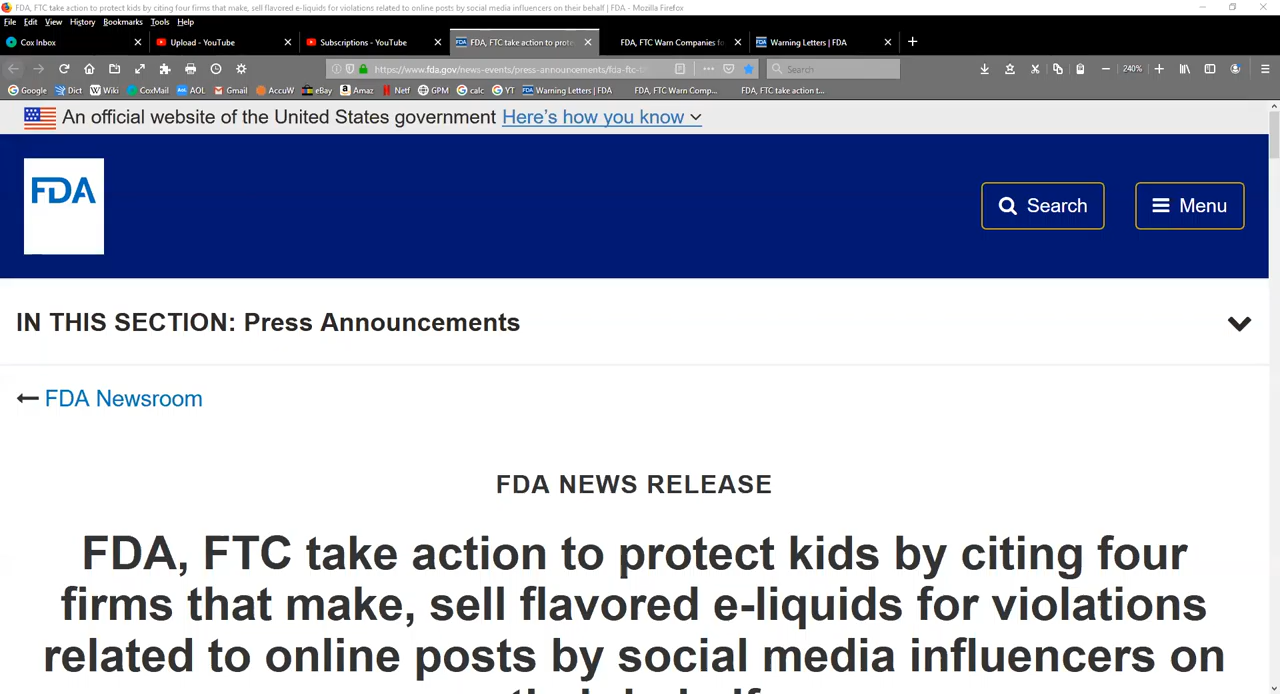 FDA, FTC take action to protect kids by citing four firms that make, sell flavored e-liquids for violations related to online posts by social media influencers on their behalf | FDA - Mozilla Firefox
File Edit View History Bookmarks Tools Help
Cox Inbox
Upload - YouTube
Subscriptions - YouTube
FDA, FTC take action to prote
FDA, FTC Warn Companies fo
Warning Letters | FDA
https://www.fda.gov/news-events/press-announcements/fda-ftc-t
Search
240%
Google Dict Wiki CoxMail AOL Gmail AccuW eBay Amaz Netf GPM calc YT Warning Letters | FDA FDA, FTC Warn Comp... FDA, FTC take action t...
An official website of the United States government Here's how you know
FDA
Search
Menu
IN THIS SECTION: Press Announcements
FDA Newsroom
FDA NEWS RELEASE
FDA, FTC take action to protect kids by citing four
firms that make, sell flavored e-liquids for violations
related to online posts by social media influencers on
their behalf